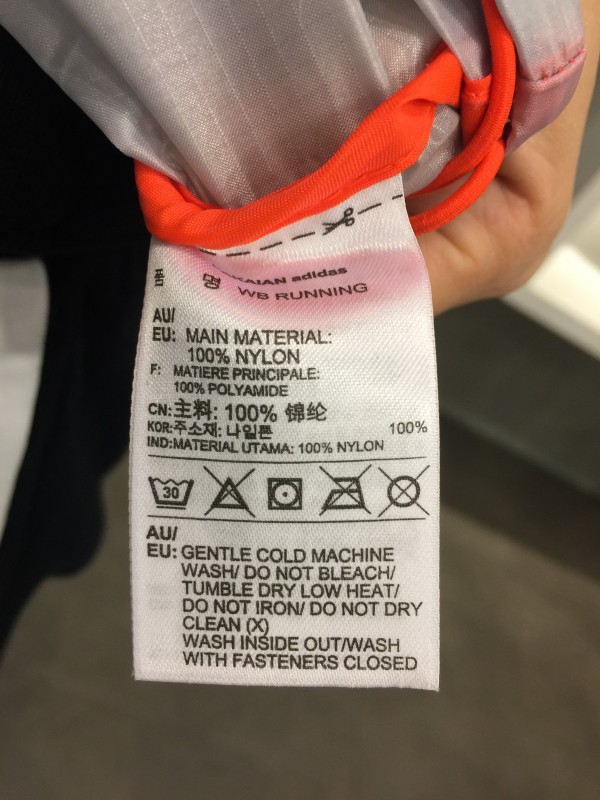 품 명 KAIAN adidas
WB RUNNING
AU/
EU: MAIN MATERIAL:
100% NYLON
F: MATIERE PRINCIPALE:
100% POLYAMIDE
CN:主料: 100% 锦纶
KOR:주소재: 나일론 100%
IND:MATERIAL UTAMA: 100% NYLON
30
AU/
EU: GENTLE COLD MACHINE
WASH/ DO NOT BLEACH/
TUMBLE DRY LOW HEAT/
DO NOT IRON/ DO NOT DRY
CLEAN (X)
WASH INSIDE OUT/WASH
WITH FASTENERS CLOSED